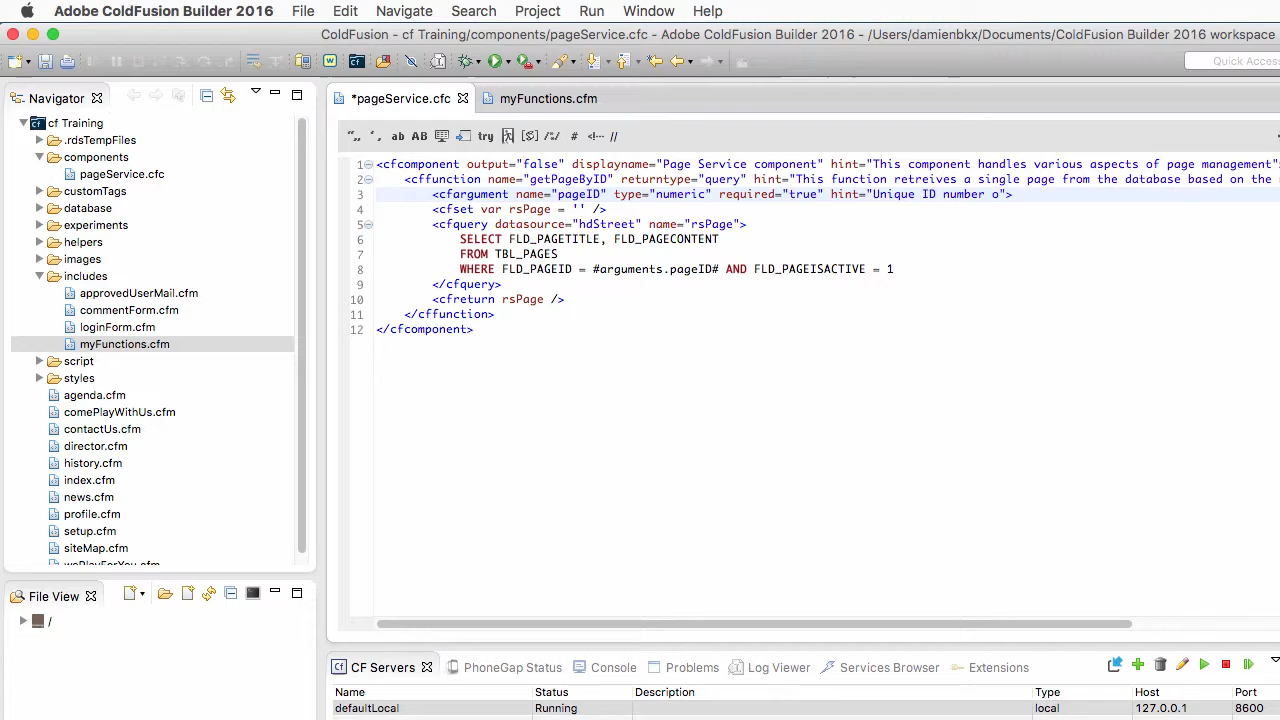 Adobe ColdFusion Builder 2016 File Edit Navigate Search Project Run Window Help
ColdFusion - cf Training/components/pageService.cfc - Adobe ColdFusion Builder 2016 - /Users/damienbkx/Documents/ColdFusion Builder 2016 workspace
Quick Access
Navigator
*pageService.cfc myFunctions.cfm
ab AB try # //
cf Training
.rdsTempFiles
components
pageService.cfc
customTags
database
experiments
helpers
images
includes
approvedUserMail.cfm
commentForm.cfm
loginForm.cfm
myFunctions.cfm
script
styles
agenda.cfm
comePlayWithUs.cfm
contactUs.cfm
director.cfm
history.cfm
index.cfm
news.cfm
profile.cfm
setup.cfm
siteMap.cfm
wePlayForYou.cfm
1 <cfcomponent output="false" displayname="Page Service component" hint="This component handles various aspects of page management"
2 <cffunction name="getPageByID" returntype="query" hint="This function retreives a single page from the database based on the
3 <cfargument name="pageID" type="numeric" required="true" hint="Unique ID number o">
4 <cfset var rsPage = '' />
5 <cfquery datasource="hdStreet" name="rsPage">
6 SELECT FLD_PAGETITLE, FLD_PAGECONTENT
7 FROM TBL_PAGES
8 WHERE FLD_PAGEID = #arguments.pageID# AND FLD_PAGEISACTIVE = 1
9 </cfquery>
10 <cfreturn rsPage />
11 </cffunction>
12 </cfcomponent>
File View
/
CF Servers PhoneGap Status Console Problems Log Viewer Services Browser Extensions
Name Status Description Type Host Port
defaultLocal Running local 127.0.0.1 8600